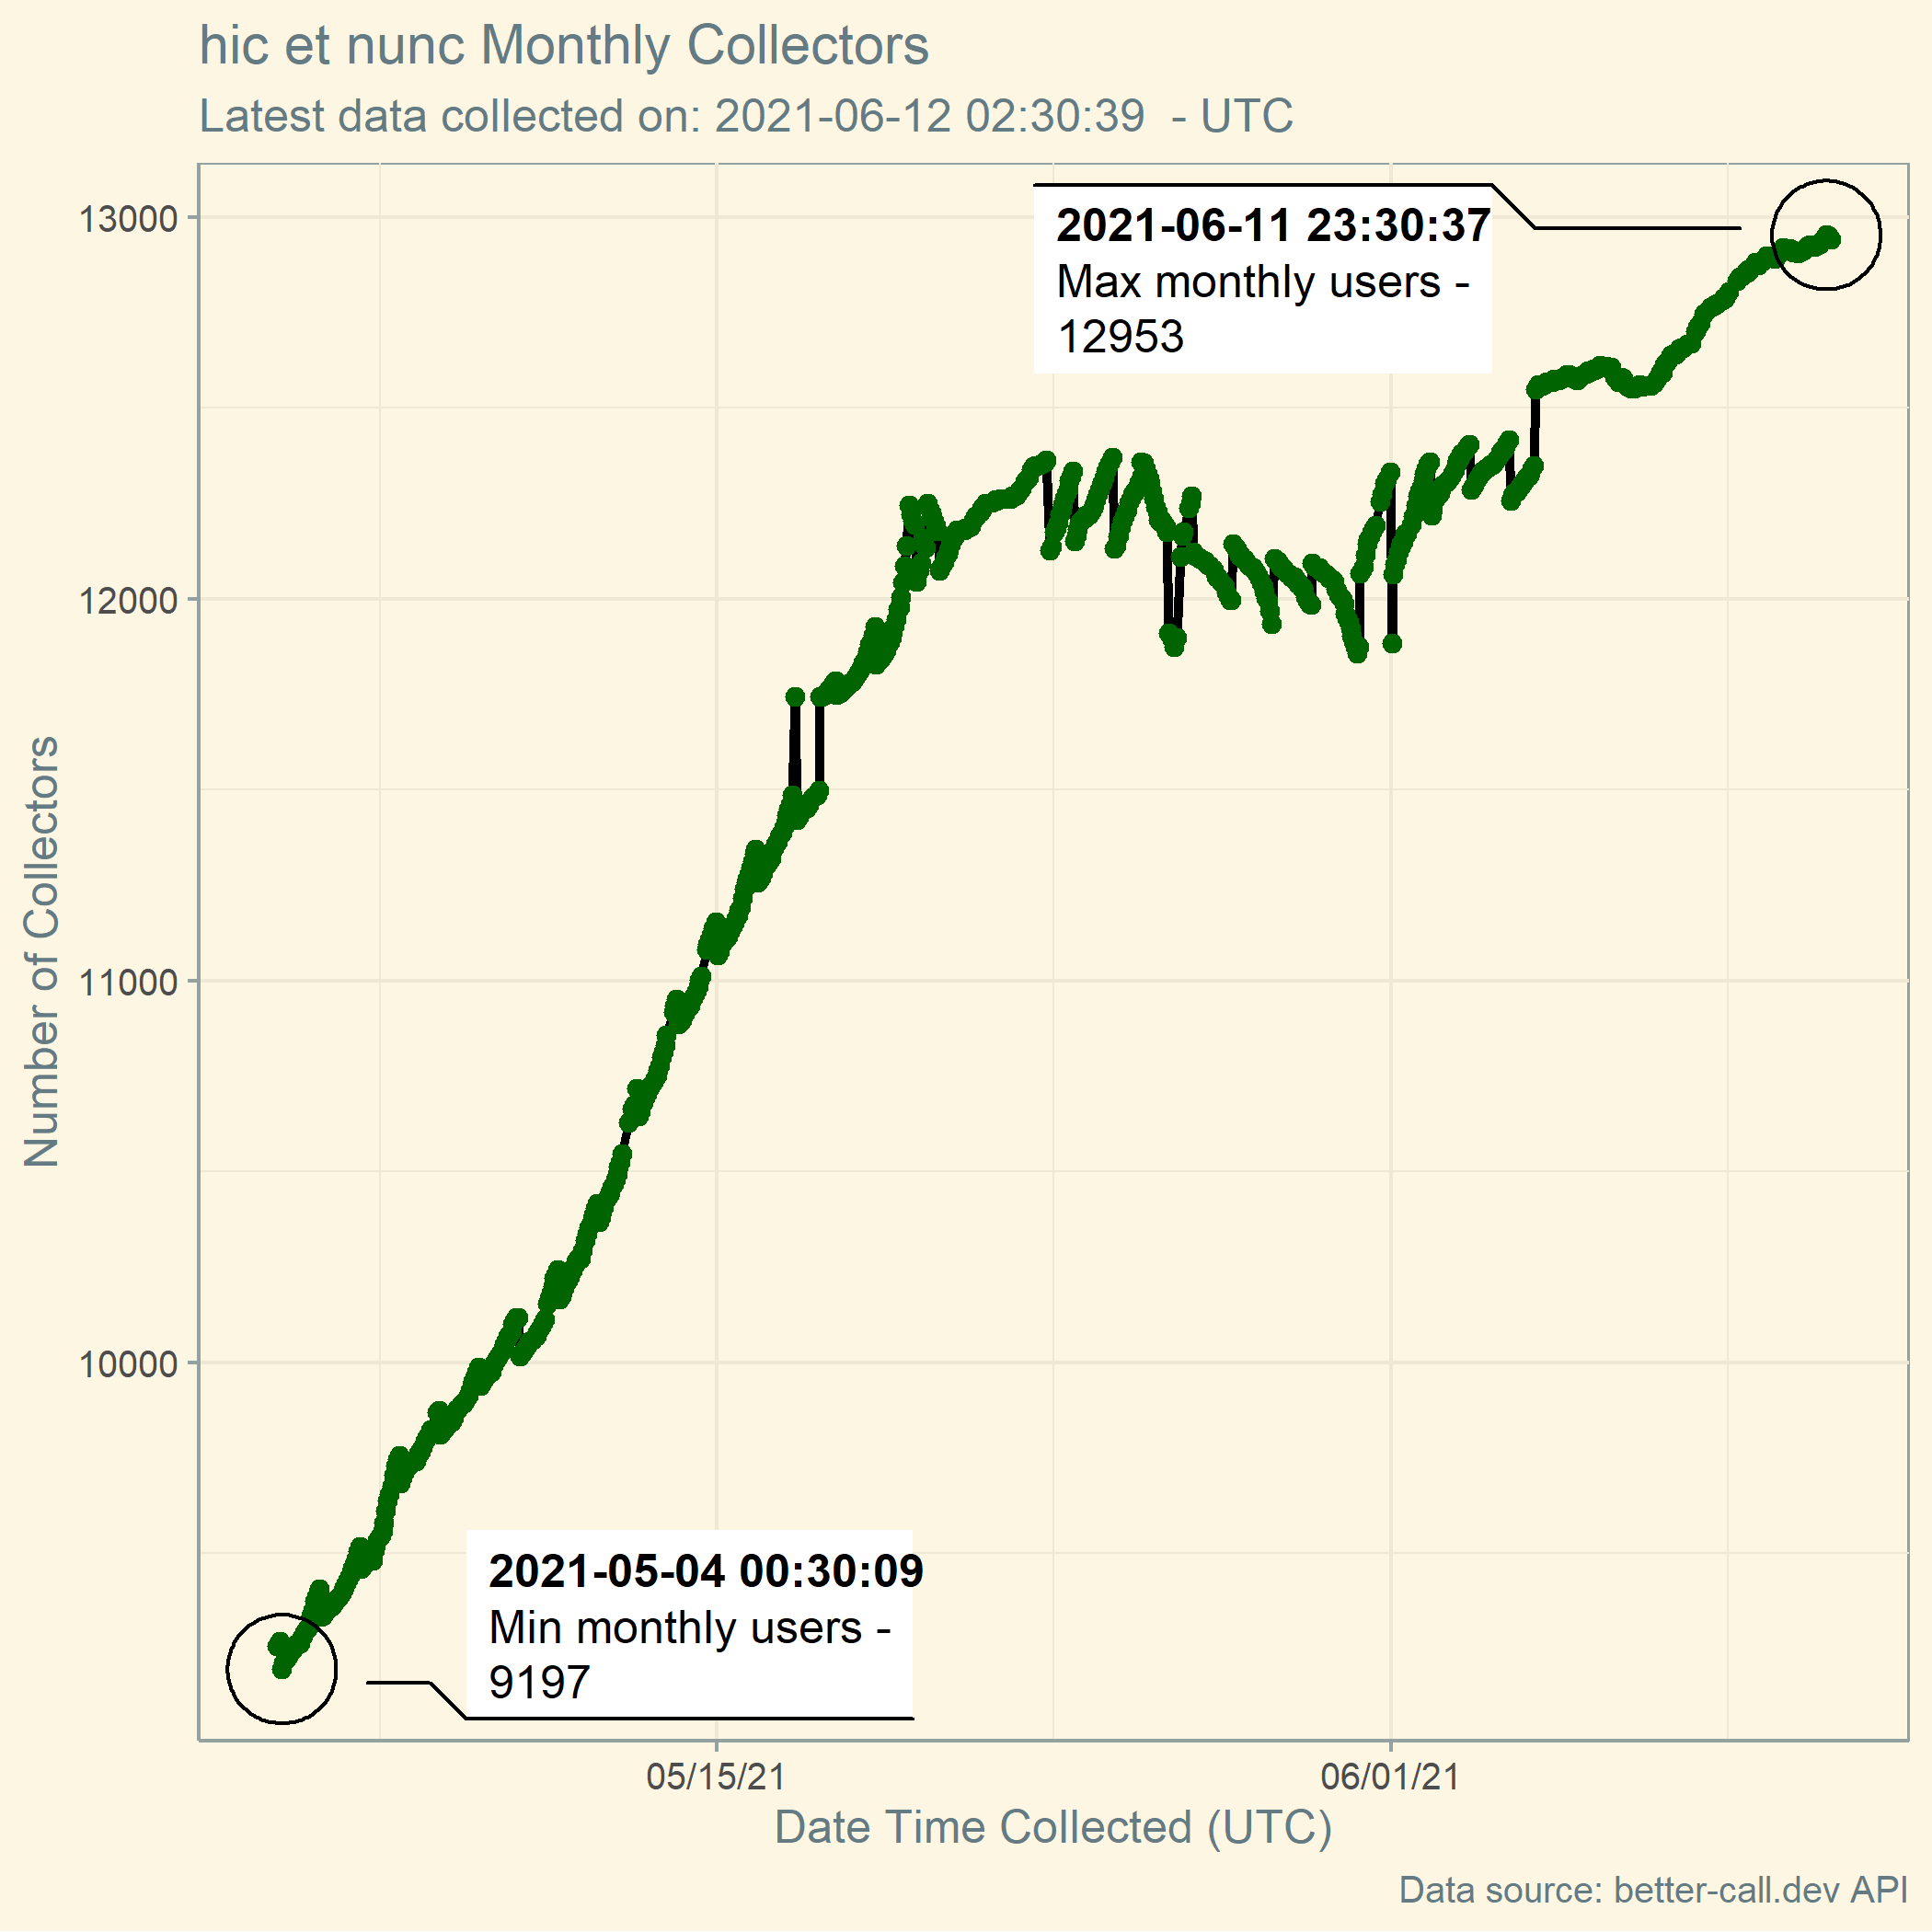 hic et nunc Monthly Collectors
Latest data collected on: 2021-06-12 02:30:39  - UTC
13000
12000
11000
10000
Number of Collectors
2021-06-11 23:30:37
Max monthly users -
12953
2021-05-04 00:30:09
Min monthly users -
9197
05/15/21
06/01/21
Date Time Collected (UTC)
Data source: better-call.dev API